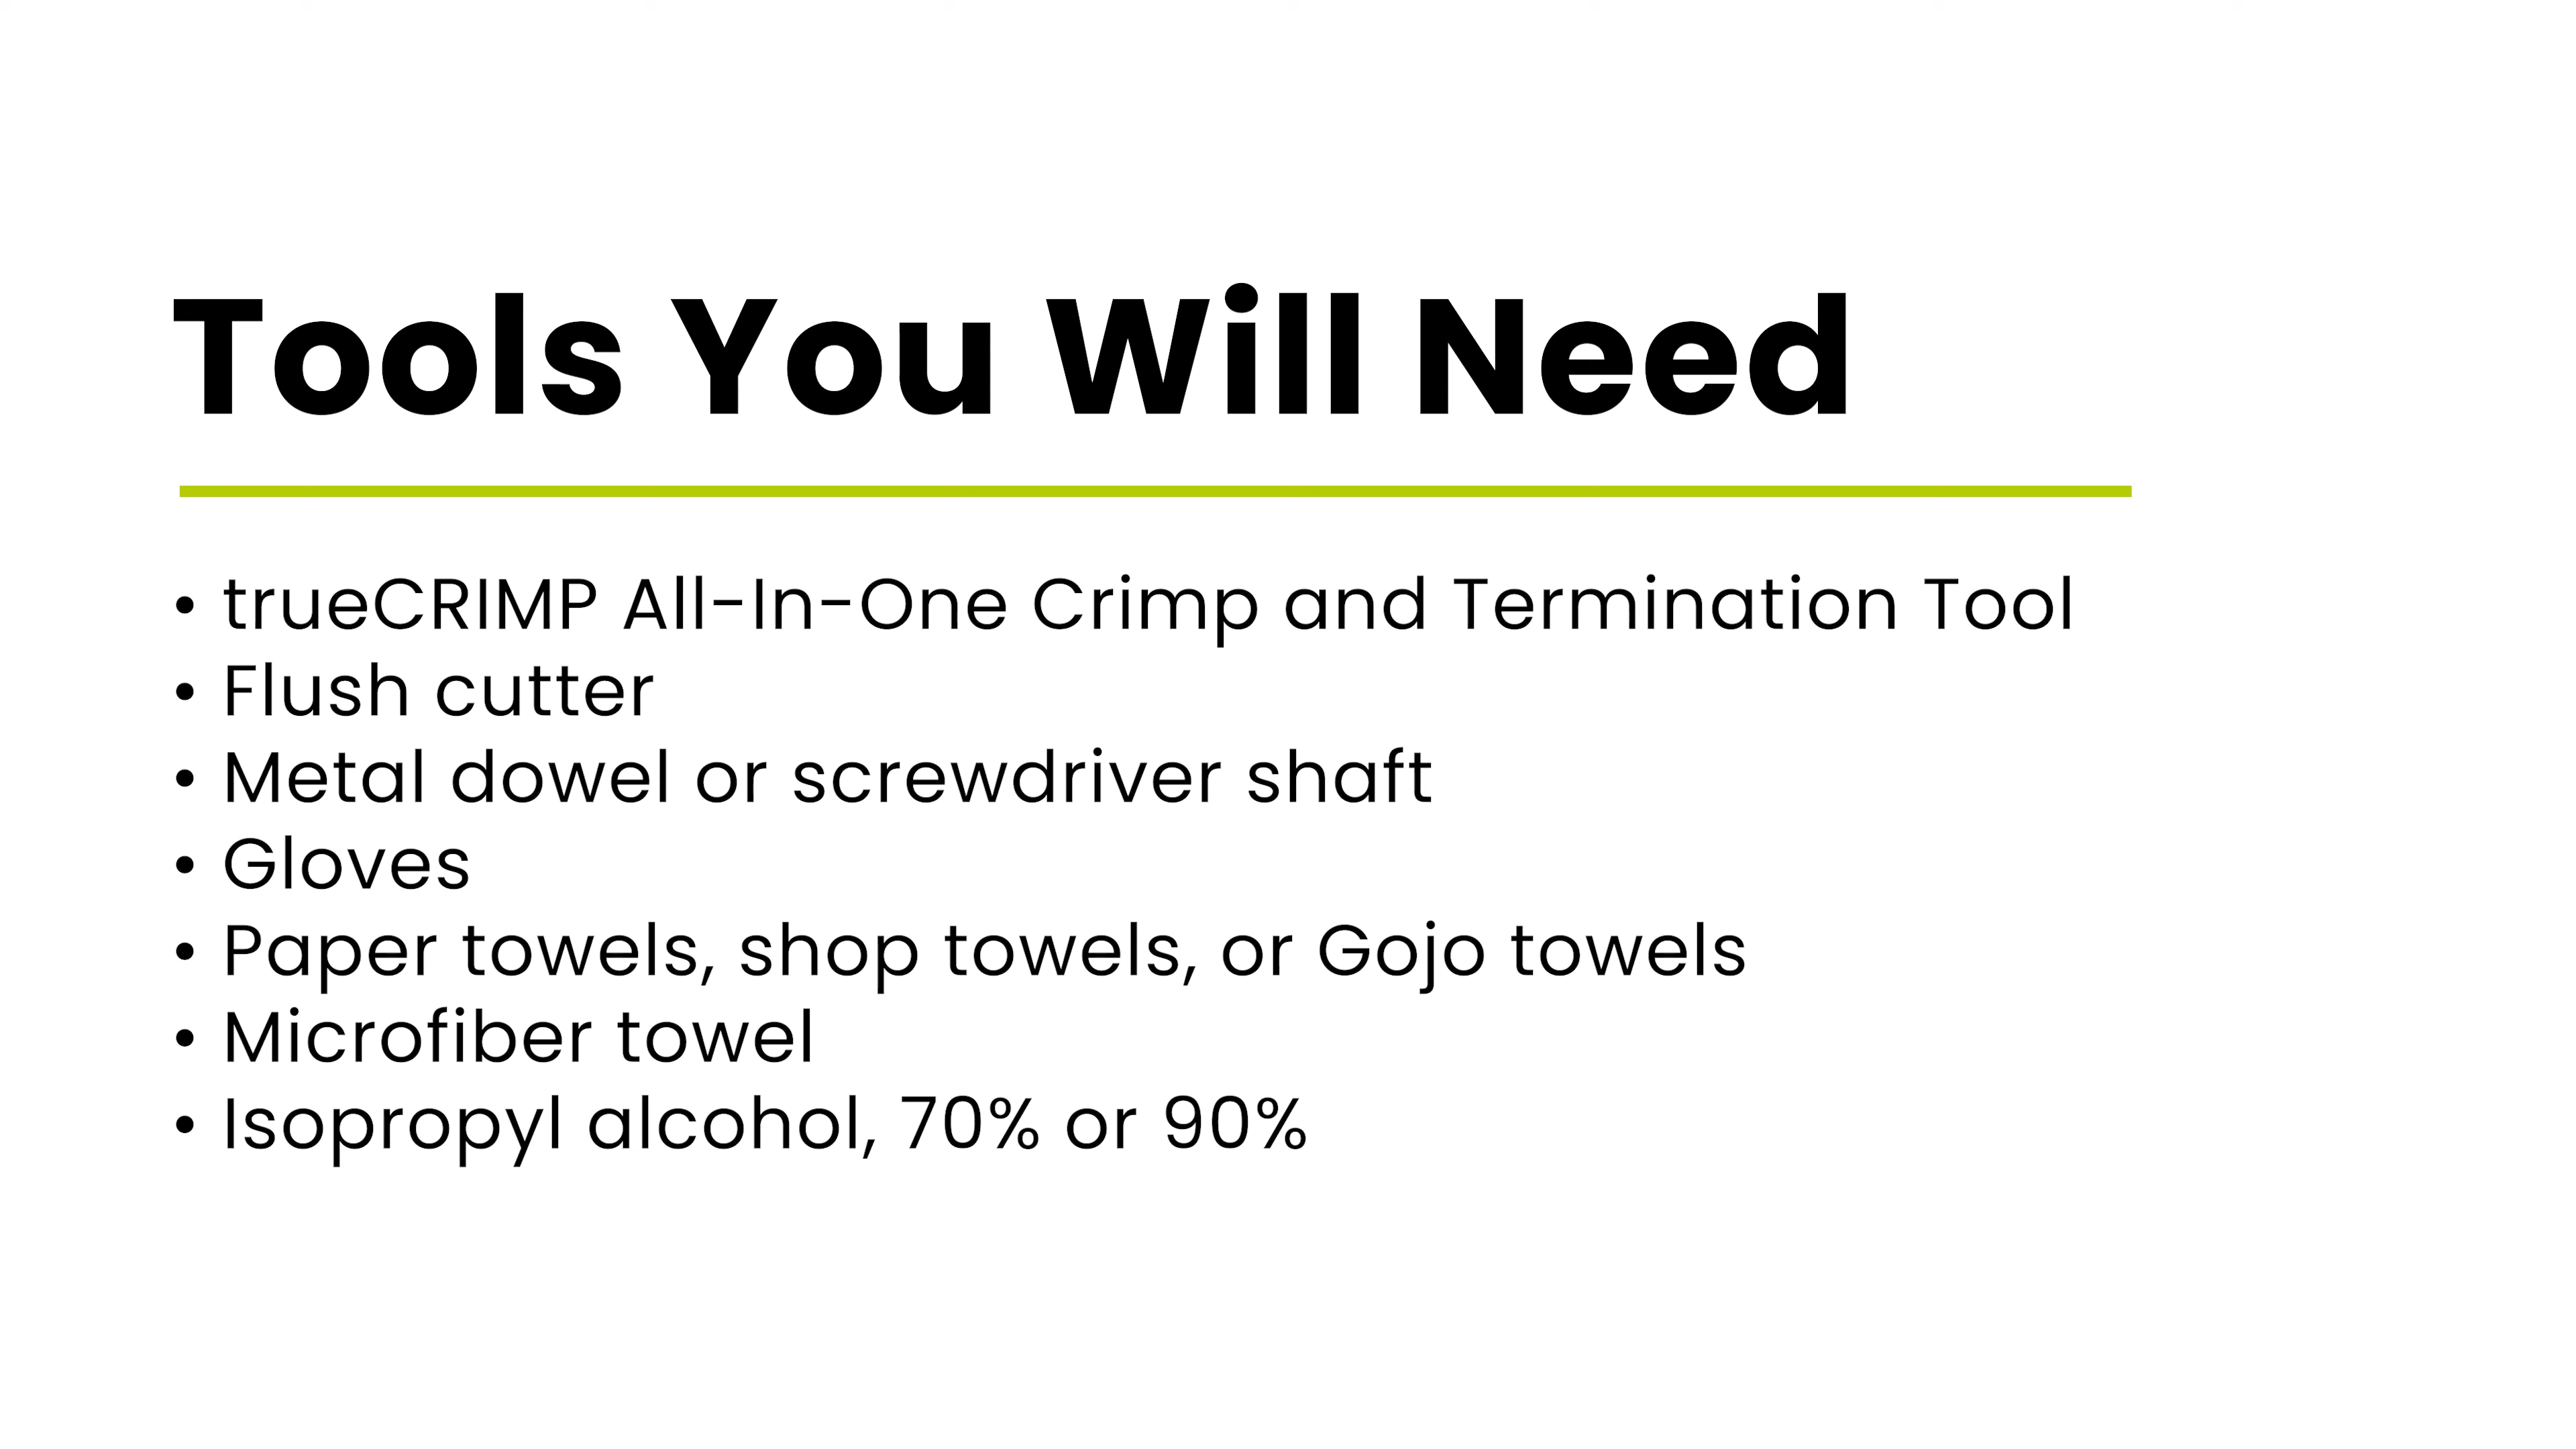 Tools You Will Need
• trueCRIMP All-In-One Crimp and Termination Tool
• Flush cutter
• Metal dowel or screwdriver shaft
• Gloves
• Paper towels, shop towels, or Gojo towels
• Microfiber towel
• Isopropyl alcohol, 70% or 90%